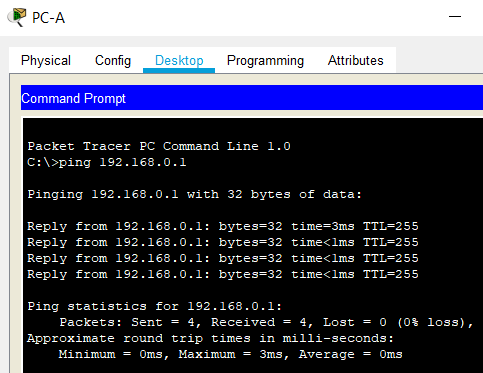 PC-A
Physical Config Desktop Programming Attributes
Command Prompt
Packet Tracer PC Command Line 1.0
C:\>ping 192.168.0.1
Pinging 192.168.0.1 with 32 bytes of data:
Reply from 192.168.0.1: bytes=32 time=3ms TTL=255
Reply from 192.168.0.1: bytes=32 time<1ms TTL=255
Reply from 192.168.0.1: bytes=32 time<1ms TTL=255
Reply from 192.168.0.1: bytes=32 time<1ms TTL=255
Ping statistics for 192.168.0.1:
Packets: Sent = 4, Received = 4, Lost = 0 (0% loss),
Approximate round trip times in milli-seconds:
Minimum = 0ms, Maximum = 3ms, Average = 0ms